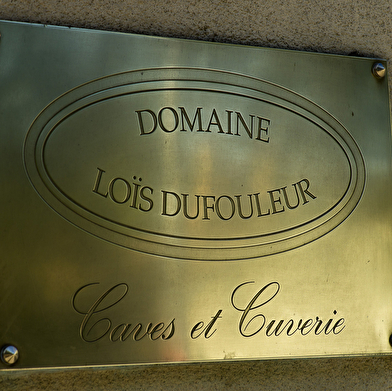 DOMAINE
LOÏS DUFOULEUR
Caves et Cuverie